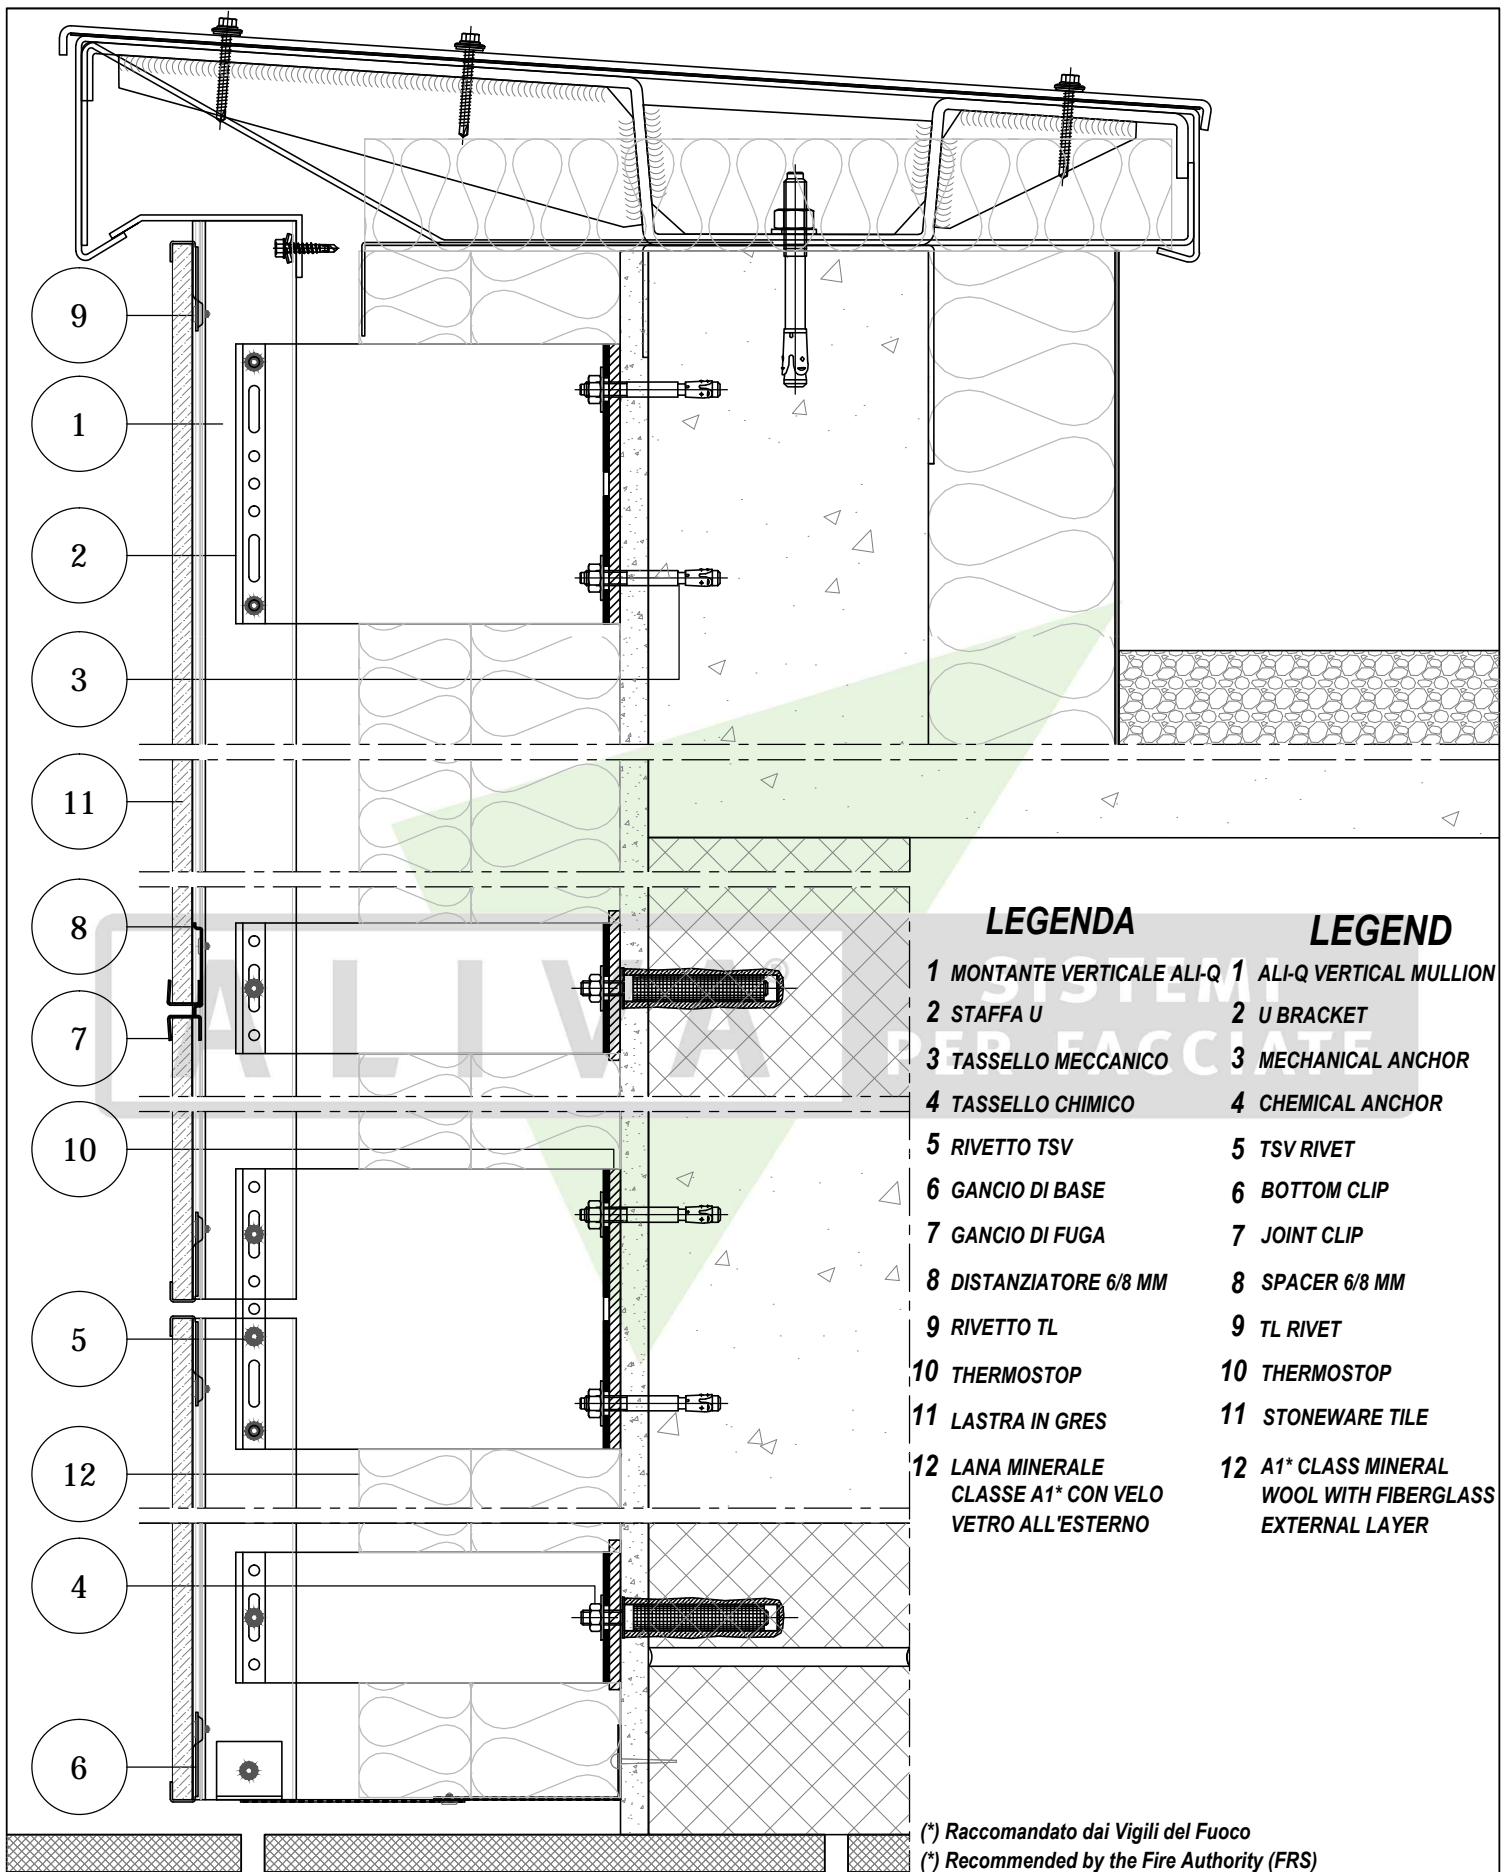 9
1
2
3
11
8
7
10
5
12
4
6
ALIVA®
SISTEMI
PER FACCIATE
LEGENDA
1 MONTANTE VERTICALE ALI-Q
2 STAFFA U
3 TASSELLO MECCANICO
4 TASSELLO CHIMICO
5 RIVETTO TSV
6 GANCIO DI BASE
7 GANCIO DI FUGA
8 DISTANZIATORE 6/8 MM
9 RIVETTO TL
10 THERMOSTOP
11 LASTRA IN GRES
12 LANA MINERALE
CLASSE A1* CON VELO
VETRO ALL'ESTERNO
LEGEND
1 ALI-Q VERTICAL MULLION
2 U BRACKET
3 MECHANICAL ANCHOR
4 CHEMICAL ANCHOR
5 TSV RIVET
6 BOTTOM CLIP
7 JOINT CLIP
8 SPACER 6/8 MM
9 TL RIVET
10 THERMOSTOP
11 STONEWARE TILE
12 A1* CLASS MINERAL
WOOL WITH FIBERGLASS
EXTERNAL LAYER
(*) Raccomandato dai Vigili del Fuoco
(*) Recommended by the Fire Authority (FRS)